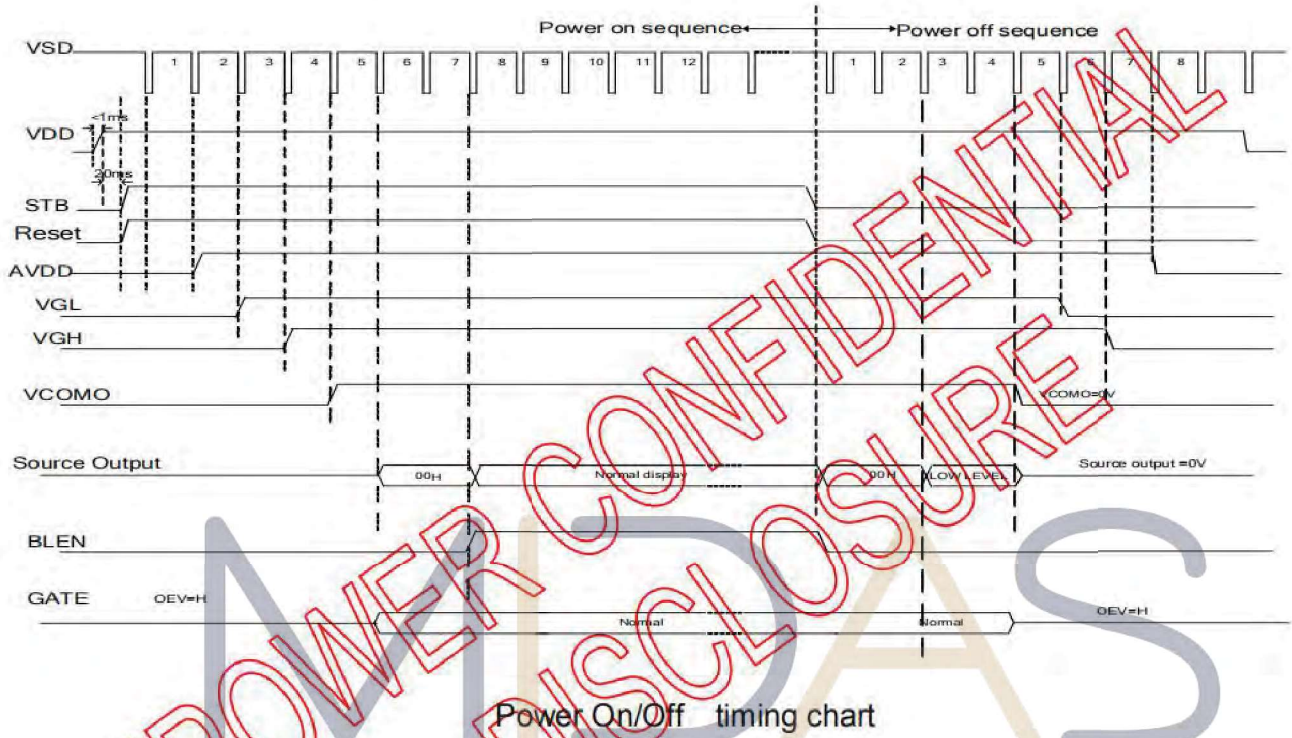 Power on sequence
Power off sequence
VSD
1 2 3 4 5 6 7 8 9 10 11 12
1 2 3 4 5 6 7 8
<1ms
VDD
20ms
STB
Reset
AVDD
VGL
VGH
VCOMO
VCOMO=0V
Source Output
00H
Normal display
00H
LOW LEVEL
Source output =0V
BLEN
GATE
OEV=H
Normal
Normal
OEV=H
POWER CONFIDENTIAL
DISCLOSURE
MIDAS
Power On/Off timing chart